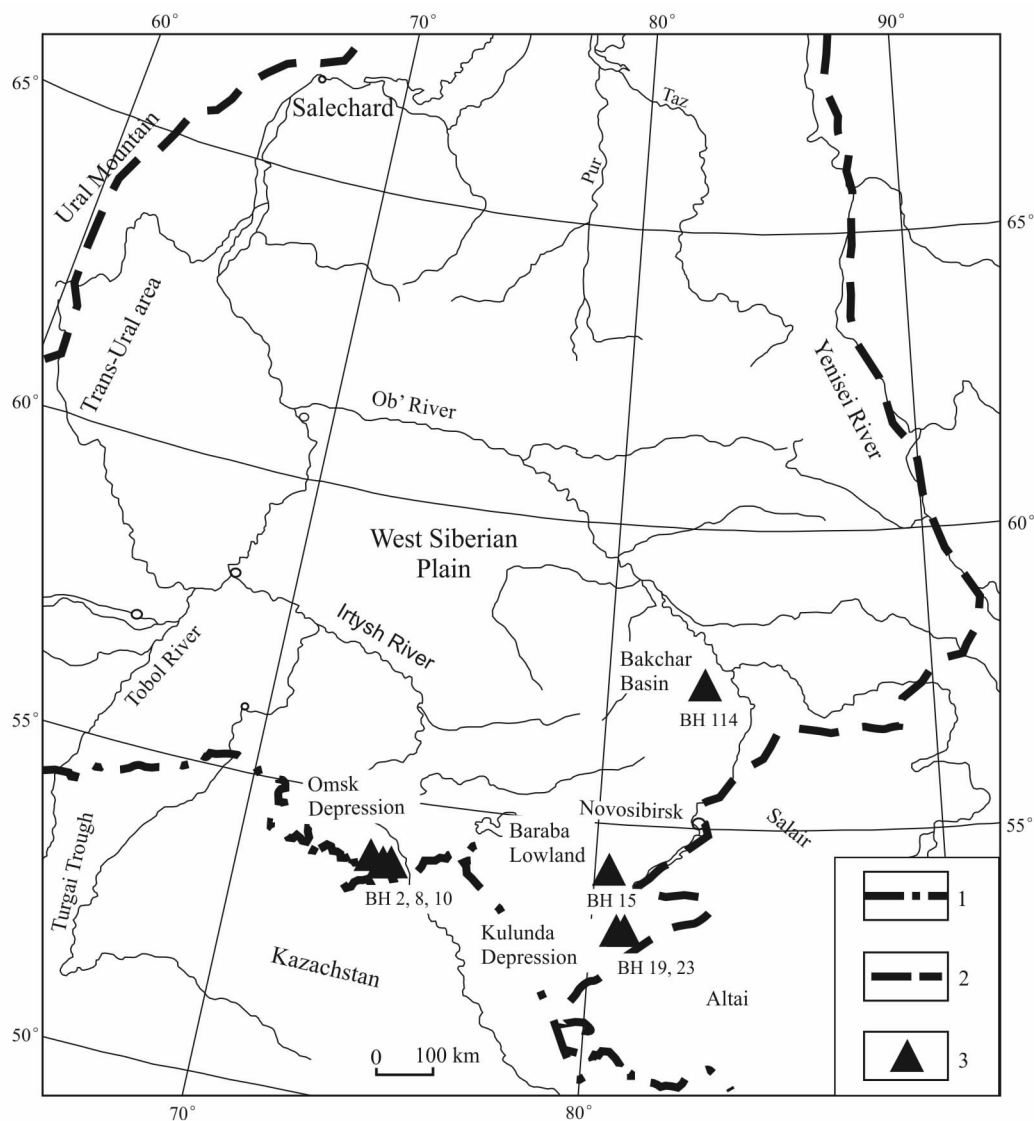 60°
70°
80°
90°
65°
Salechard
Taz
Ural Mountain
Pur
65°
Trans-Ural area
Yenisei River
60°
Ob' River
60°
West Siberian
Plain
Irtysh River
Tobol River
Bakchar
Basin
BH 114
55°
Omsk
Depression
Novosibirsk
55°
Baraba
Lowland
Salair
Turgai Trough
BH 2, 8, 10
BH 15
1
Kulunda
Depression
BH 19, 23
Kazachstan
2
Altai
50°
0 100 km
3
70°
80°